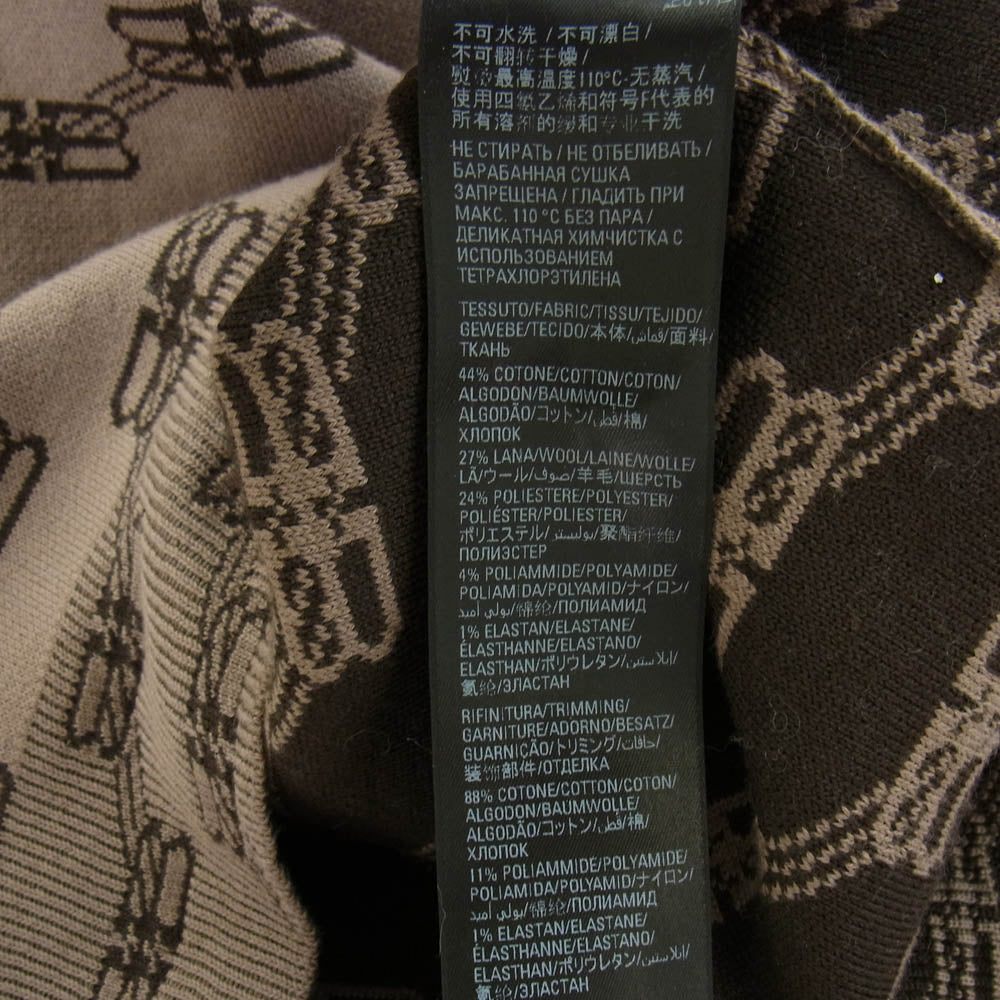 不可水洗 / 不可漂白 /
不可翻转干燥 /
最高温度110°C-无蒸汽 /
使用四氯乙烯和符号F代表的
所有溶剂的缓和专业干洗
НЕ СТИРАТЬ / НЕ ОТБЕЛИВАТЬ /
БАРАБАННАЯ СУШКА
ЗАПРЕЩЕНА / ГЛАДИТЬ ПРИ
МАКС. 110 °C БЕЗ ПАРА /
ДЕЛИКАТНАЯ ХИМЧИСТКА С
ИСПОЛЬЗОВАНИЕМ
ТЕТРАХЛОРЭТИЛЕНА
TESSUTO/FABRIC/TISSU/TEJIDO/
GEWEBE/TECIDO/本体/قماش/面料/
ТКАНЬ
44% COTONE/COTTON/COTON/
ALGODON/BAUMWOLLE/
ALGODÃO/コットン/قطن/棉/
ХЛОПОК
27% LANA/WOOL/LAINE/WOLLE/
LÃ/ウール/صوف/羊毛/ШЕРСТЬ
24% POLIESTERE/POLYESTER/
POLIÉSTER/POLIESTER/
ポリエステル/بوليستر/聚酯纤维/
ПОЛИЭСТЕР
4% POLIAMMIDE/POLYAMIDE/
POLIAMIDA/POLYAMID/ナイロン/
بولي أميد/锦纶/ПОЛИАМИД
1% ELASTAN/ELASTANE/
ÉLASTHANNE/ELASTANO/
ELASTHAN/ポリウレタン/إيلاستين/
氨纶/ЭЛАСТАН
RIFINITURA/TRIMMING/
GARNITURE/ADORNO/BESATZ/
GUARNIÇÃO/トリミング/حافات/
装饰部件/ОТДЕЛКА
88% COTONE/COTTON/COTON/
ALGODON/BAUMWOLLE/
ALGODÃO/コットン/قطن/棉/
ХЛОПОК
11% POLIAMMIDE/POLYAMIDE/
POLIAMIDA/POLYAMID/ナイロン/
بولي أميد/锦纶/ПОЛИАМИД
1% ELASTAN/ELASTANE/
ÉLASTHANNE/ELASTANO/
ELASTHAN/ポリウレタン/إيلاستين/
氨纶/ЭЛАСТАН